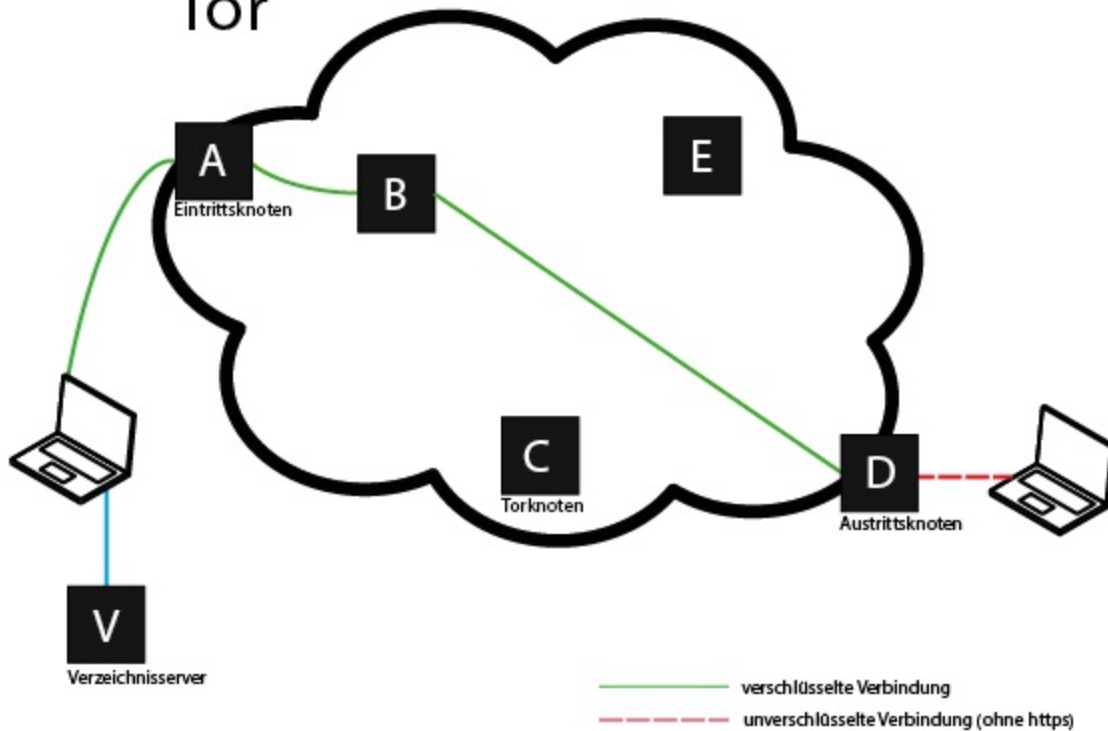 Tor
A
Eintrittsknoten
B
E
C
Torknoten
D
Austrittsknoten
V
Verzeichnisserver
verschlüsselte Verbindung
unverschlüsselte Verbindung (ohne https)